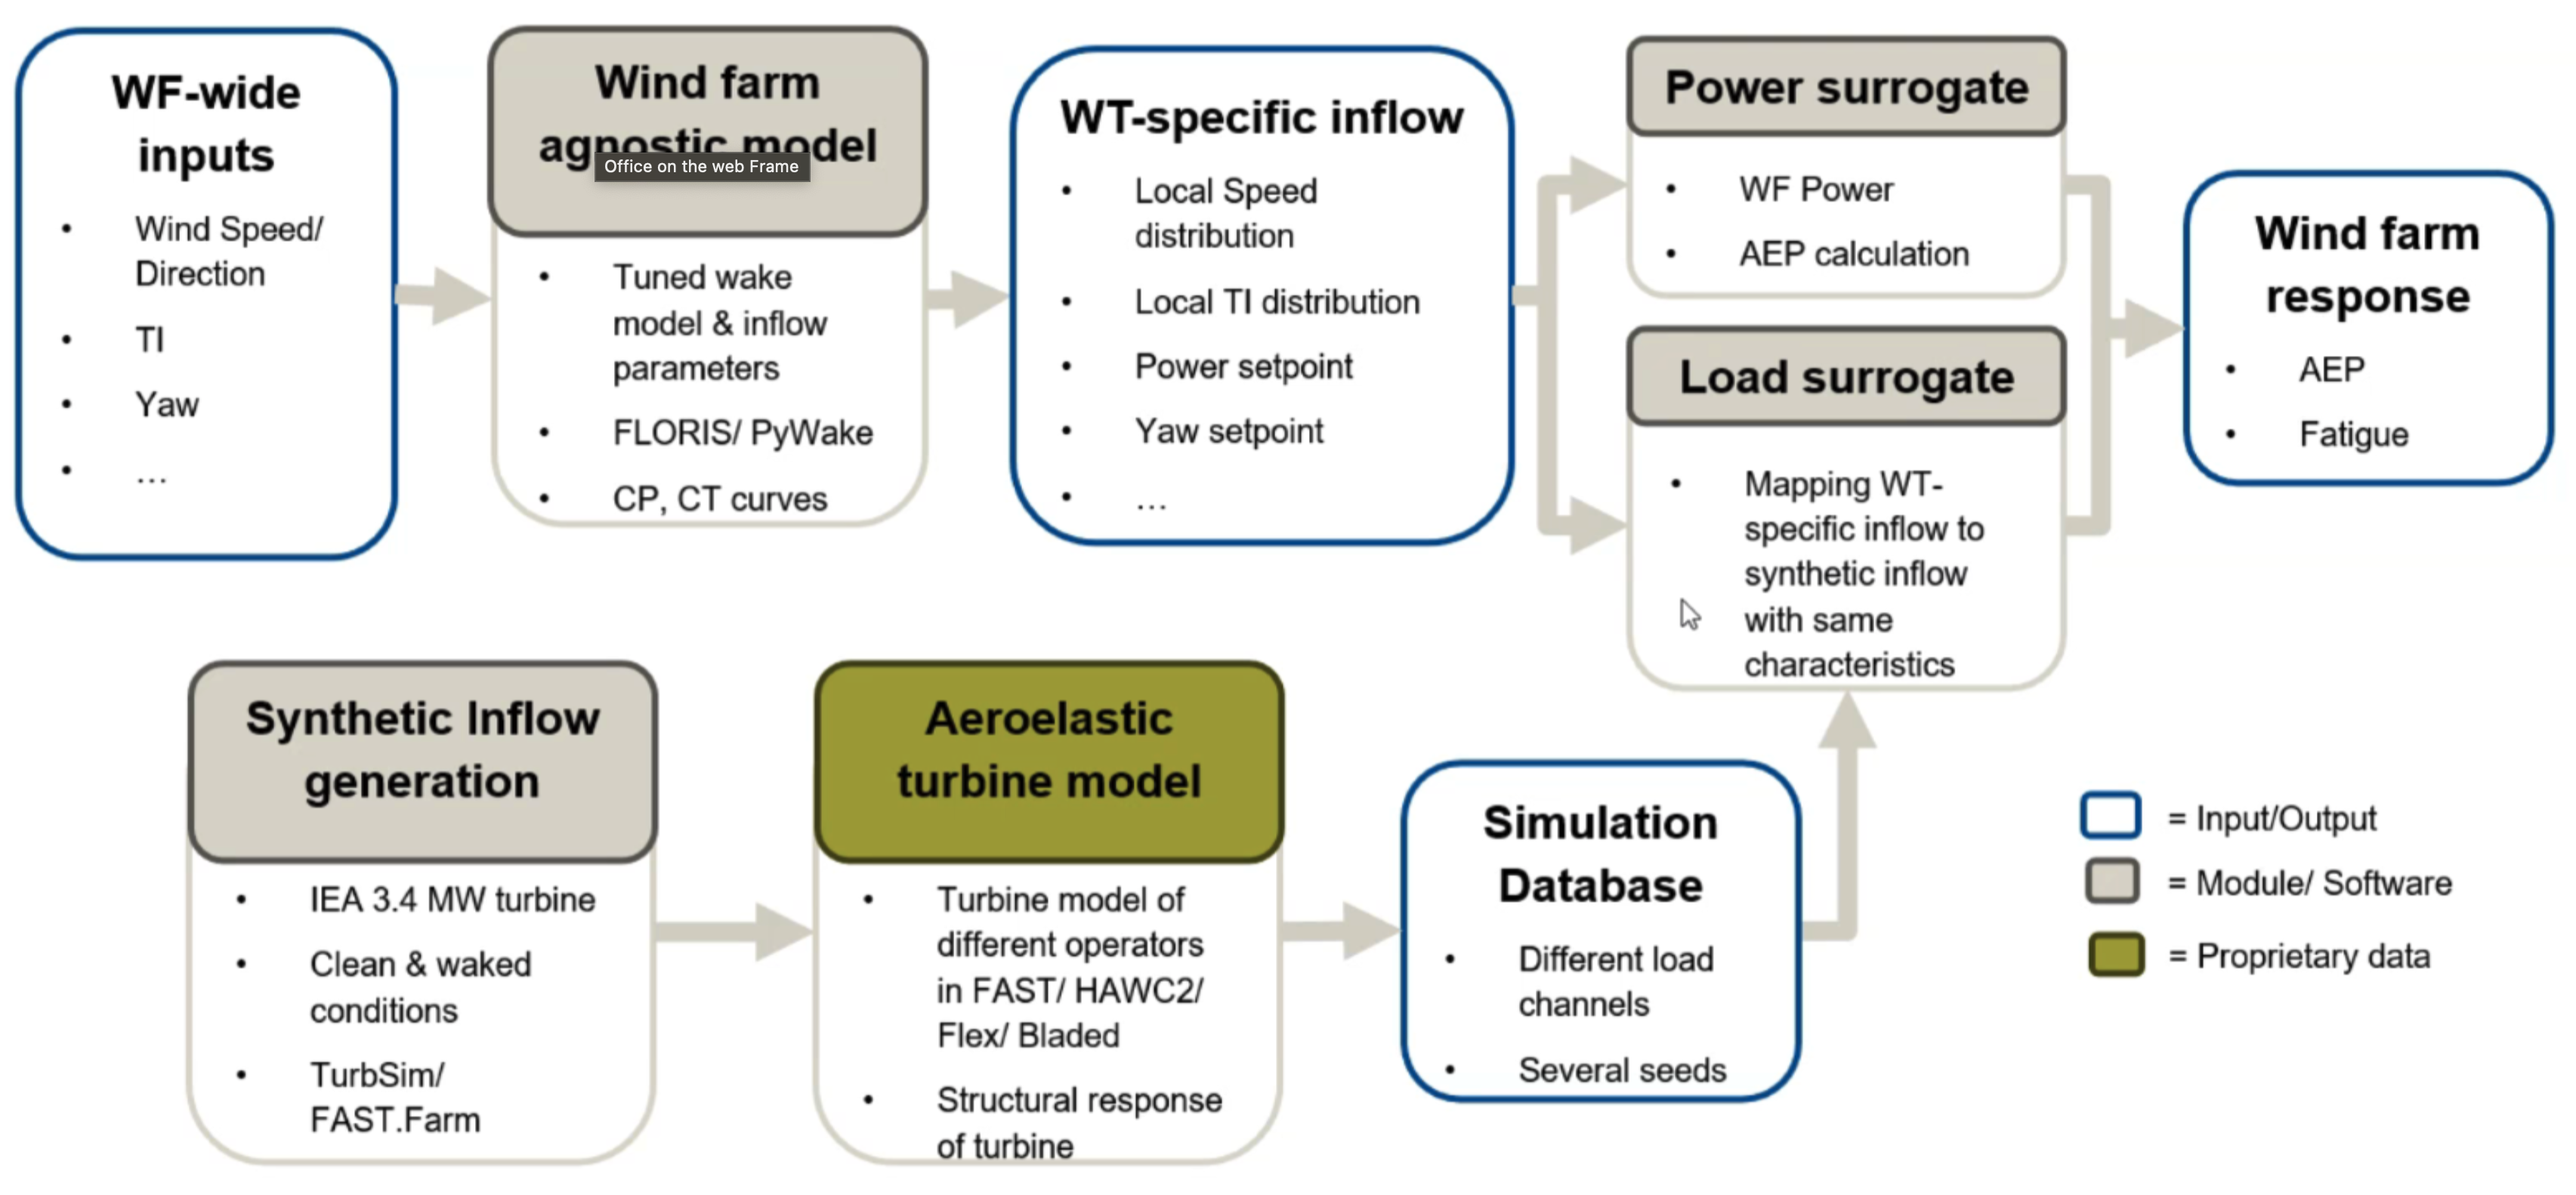 WF-wide
inputs
• Wind Speed/
Direction
• TI
• Yaw
• ...
Wind farm
agnostic model
Office on the web Frame
• Tuned wake
model & inflow
parameters
• FLORIS/ PyWake
• CP, CT curves
WT-specific inflow
• Local Speed
distribution
• Local TI distribution
• Power setpoint
• Yaw setpoint
• ...
Power surrogate
• WF Power
• AEP calculation
Load surrogate
• Mapping WT-
specific inflow to
synthetic inflow
with same
characteristics
Wind farm
response
• AEP
• Fatigue
Synthetic Inflow
generation
• IEA 3.4 MW turbine
• Clean & waked
conditions
• TurbSim/
FAST.Farm
Aeroelastic
turbine model
• Turbine model of
different operators
in FAST/ HAWC2/
Flex/ Bladed
• Structural response
of turbine
Simulation
Database
• Different load
channels
• Several seeds
= Input/Output
= Module/ Software
= Proprietary data